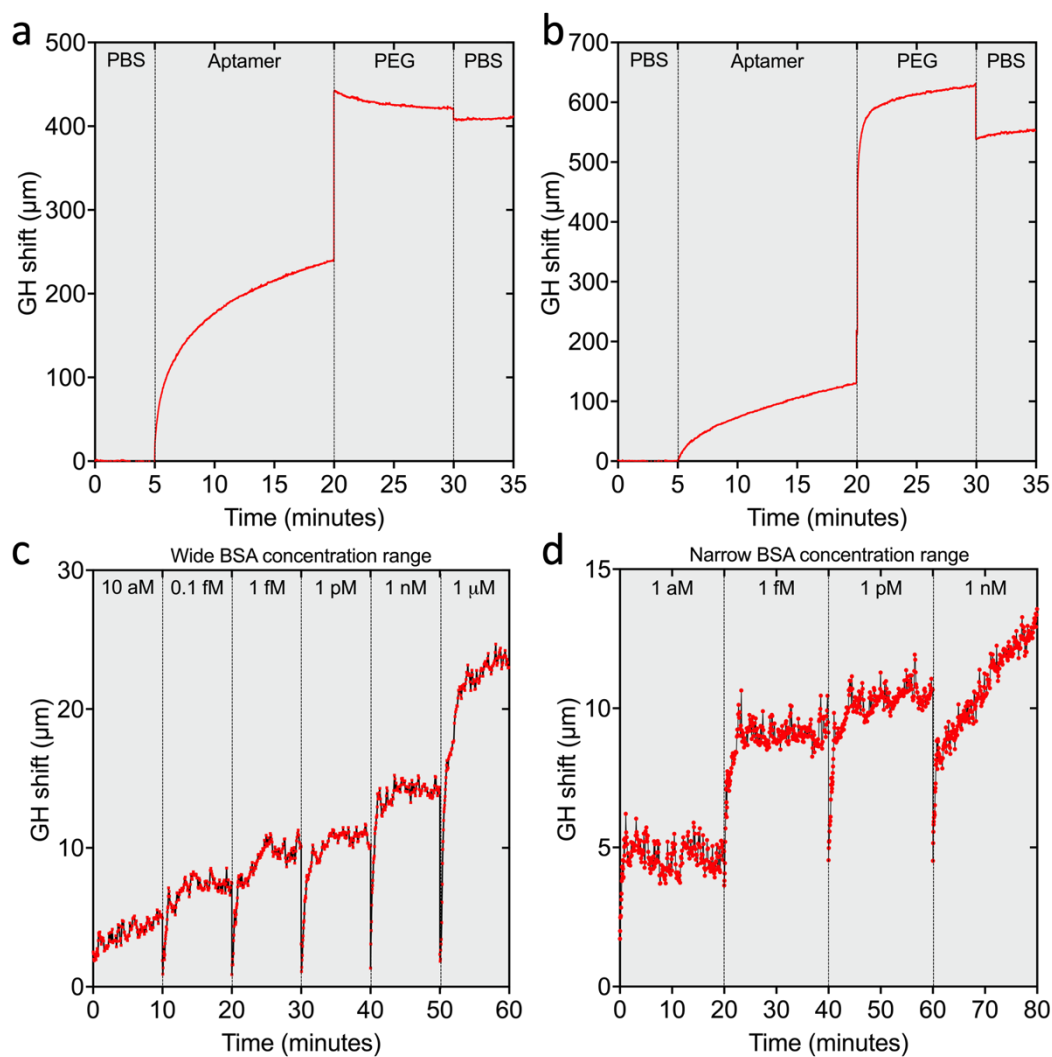 a
500
400
300
200
100
0
GH shift (µm)
PBS Aptamer PEG PBS
0 5 10 15 20 25 30 35
Time (minutes)
b
700
600
500
400
300
200
100
0
GH shift (µm)
PBS Aptamer PEG PBS
0 5 10 15 20 25 30 35
Time (minutes)
c
Wide BSA concentration range
30
20
10
0
GH shift (µm)
10 aM 0.1 fM 1 fM 1 pM 1 nM 1 μM
0 10 20 30 40 50 60
Time (minutes)
d
Narrow BSA concentration range
15
10
5
0
GH shift (µm)
1 aM 1 fM 1 pM 1 nM
0 10 20 30 40 50 60 70 80
Time (minutes)